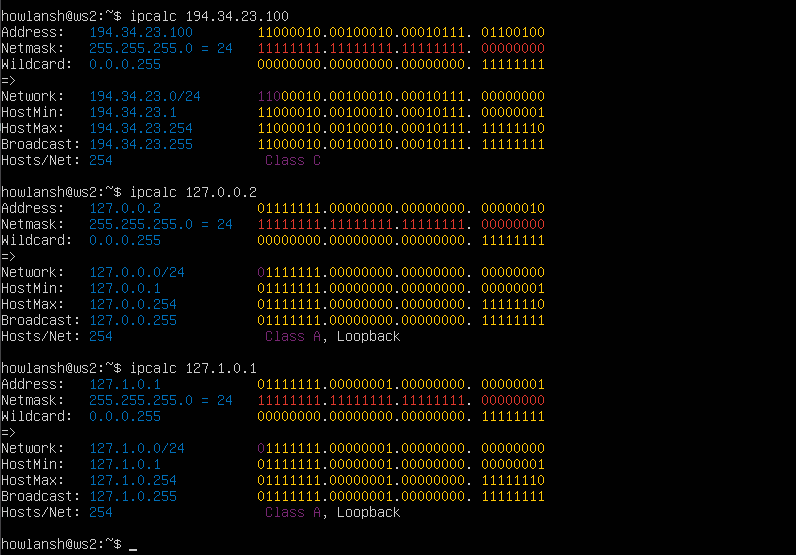 howlansh@ws2:~$ ipcalc 194.34.23.100
Address:   194.34.23.100        11000010.00100010.00010111. 01100100
Netmask:   255.255.255.0 = 24   11111111.11111111.11111111. 00000000
Wildcard:  0.0.0.255            00000000.00000000.00000000. 11111111
=>
Network:   194.34.23.0/24       11000010.00100010.00010111. 00000000
HostMin:   194.34.23.1          11000010.00100010.00010111. 00000001
HostMax:   194.34.23.254        11000010.00100010.00010111. 11111110
Broadcast: 194.34.23.255        11000010.00100010.00010111. 11111111
Hosts/Net: 254                   Class C
howlansh@ws2:~$ ipcalc 127.0.0.2
Address:   127.0.0.2            01111111.00000000.00000000. 00000010
Netmask:   255.255.255.0 = 24   11111111.11111111.11111111. 00000000
Wildcard:  0.0.0.255            00000000.00000000.00000000. 11111111
=>
Network:   127.0.0.0/24         01111111.00000000.00000000. 00000000
HostMin:   127.0.0.1            01111111.00000000.00000000. 00000001
HostMax:   127.0.0.254          01111111.00000000.00000000. 11111110
Broadcast: 127.0.0.255          01111111.00000000.00000000. 11111111
Hosts/Net: 254                   Class A, Loopback
howlansh@ws2:~$ ipcalc 127.1.0.1
Address:   127.1.0.1            01111111.00000001.00000000. 00000001
Netmask:   255.255.255.0 = 24   11111111.11111111.11111111. 00000000
Wildcard:  0.0.0.255            00000000.00000000.00000000. 11111111
=>
Network:   127.1.0.0/24         01111111.00000001.00000000. 00000000
HostMin:   127.1.0.1            01111111.00000001.00000000. 00000001
HostMax:   127.1.0.254          01111111.00000001.00000000. 11111110
Broadcast: 127.1.0.255          01111111.00000001.00000000. 11111111
Hosts/Net: 254                   Class A, Loopback
howlansh@ws2:~$ _